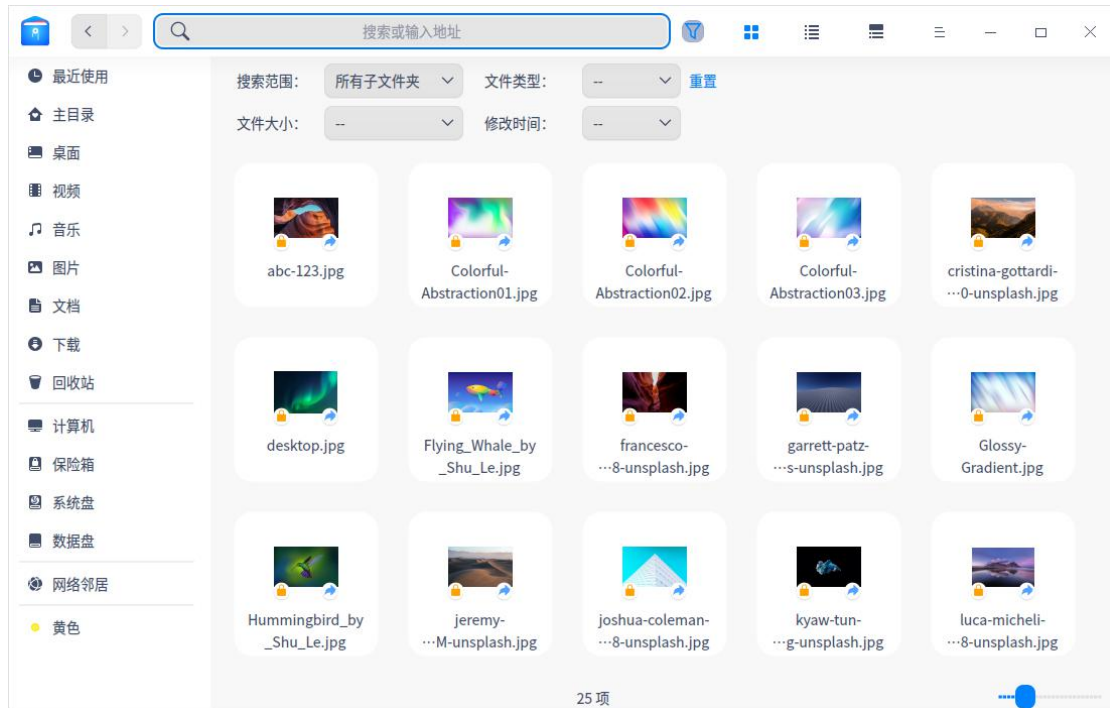 搜索或输入地址
最近使用
主目录
桌面
视频
音乐
图片
文档
下载
回收站
计算机
保险箱
系统盘
数据盘
网络邻居
黄色
搜索范围： 所有子文件夹 文件类型： -- 重置
文件大小： -- 修改时间： --
abc-123.jpg
Colorful-
Abstraction01.jpg
Colorful-
Abstraction02.jpg
Colorful-
Abstraction03.jpg
cristina-gottardi-
···0-unsplash.jpg
desktop.jpg
Flying_Whale_by
_Shu_Le.jpg
francesco-
···8-unsplash.jpg
garrett-patz-
···s-unsplash.jpg
Glossy-
Gradient.jpg
Hummingbird_by
_Shu_Le.jpg
jeremy-
···M-unsplash.jpg
joshua-coleman-
···8-unsplash.jpg
kyaw-tun-
···g-unsplash.jpg
luca-micheli-
···8-unsplash.jpg
25 项